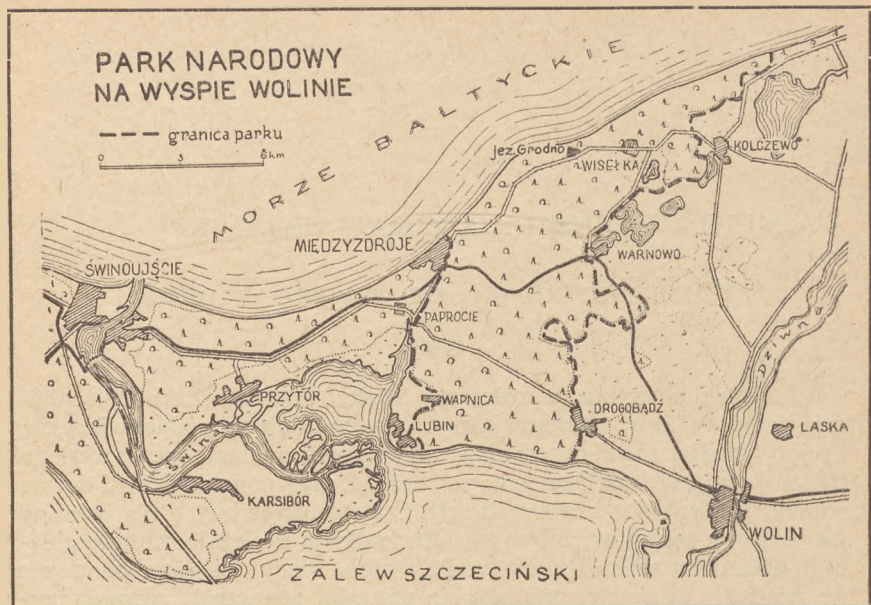 PARK NARODOWY
NA WYSPIE WOLINIE
granica parku
0 3 6km
MORZE BAŁTYCKIE
jez. Grodno
WISEŁKA
KOŁCZEWO
MIĘDZYZDROJE
WARNOWO
ŚWINOUJŚCIE
PAPROCIE
DZIWNA
PRZYTÓR
WAPNICA
DROGOBĄDŹ
LUBIN
LASKA
Świna
KARSIBÓR
WOLIN
ZALEW SZCZECIŃSKI